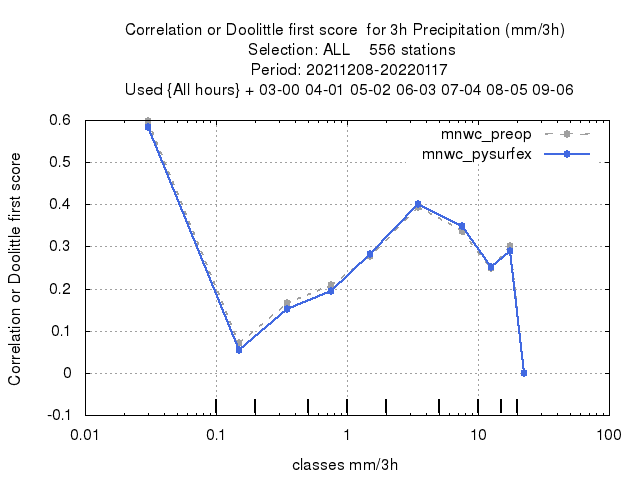 Correlation or Doolittle first score  for 3h Precipitation (mm/3h)
Selection: ALL    556 stations
Period: 20211208-20220117
Used {All hours} + 03-00 04-01 05-02 06-03 07-04 08-05 09-06
mnwc_preop
mnwc_pysurfex
Correlation or Doolittle first score
0.6
0.5
0.4
0.3
0.2
0.1
0
-0.1
0.01 0.1 1 10 100
classes mm/3h